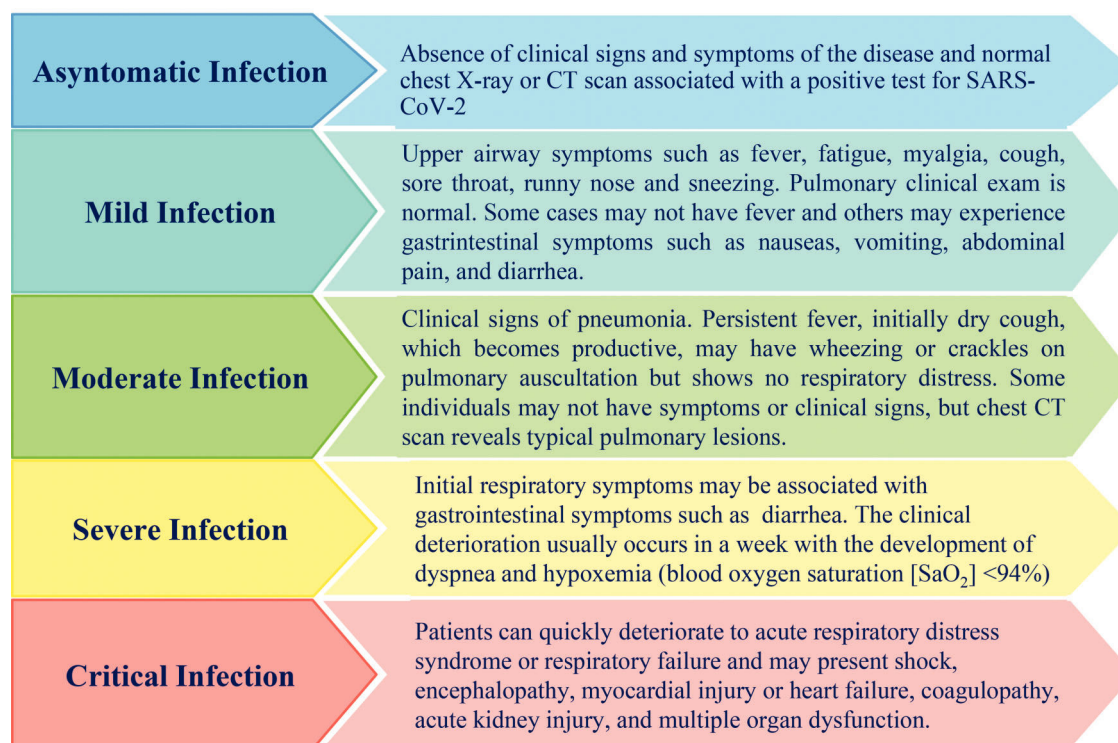 Asyntomatic Infection
Absence of clinical signs and symptoms of the disease and normal
chest X-ray or CT scan associated with a positive test for SARS-
CoV-2
Mild Infection
Upper airway symptoms such as fever, fatigue, myalgia, cough,
sore throat, runny nose and sneezing. Pulmonary clinical exam is
normal. Some cases may not have fever and others may experience
gastrintestinal symptoms such as nauseas, vomiting, abdominal
pain, and diarrhea.
Moderate Infection
Clinical signs of pneumonia. Persistent fever, initially dry cough,
which becomes productive, may have wheezing or crackles on
pulmonary auscultation but shows no respiratory distress. Some
individuals may not have symptoms or clinical signs, but chest CT
scan reveals typical pulmonary lesions.
Severe Infection
Initial respiratory symptoms may be associated with
gastrointestinal symptoms such as diarrhea. The clinical
deterioration usually occurs in a week with the development of
dyspnea and hypoxemia (blood oxygen saturation [SaO₂] <94%)
Critical Infection
Patients can quickly deteriorate to acute respiratory distress
syndrome or respiratory failure and may present shock,
encephalopathy, myocardial injury or heart failure, coagulopathy,
acute kidney injury, and multiple organ dysfunction.